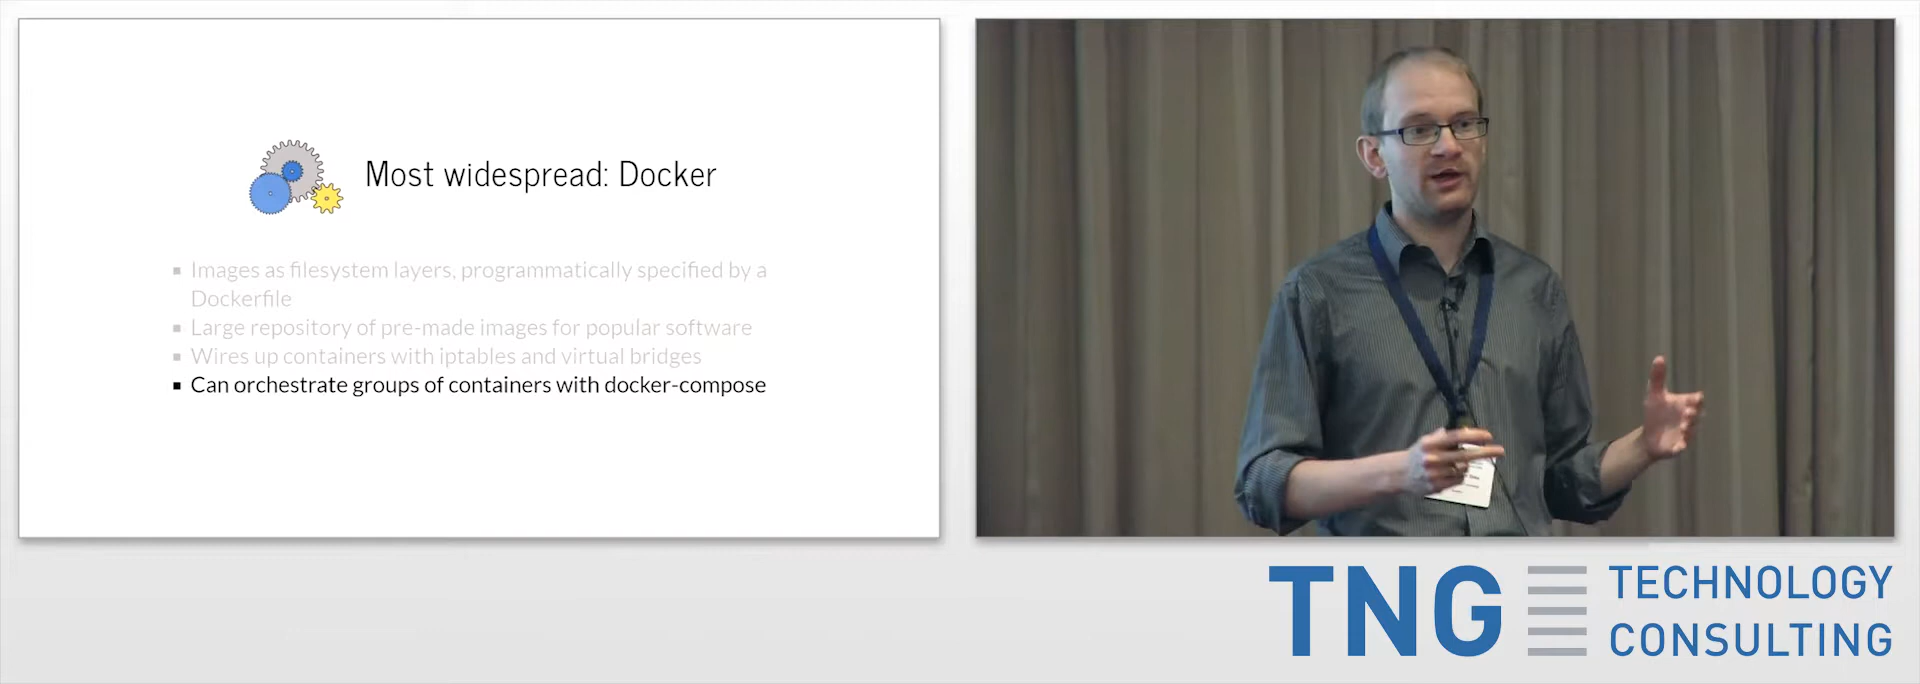 Most widespread: Docker
Images as filesystem layers, programmatically specified by a
Dockerfile
Large repository of pre-made images for popular software
Wires up containers with iptables and virtual bridges
Can orchestrate groups of containers with docker-compose
TNG TECHNOLOGY
CONSULTING